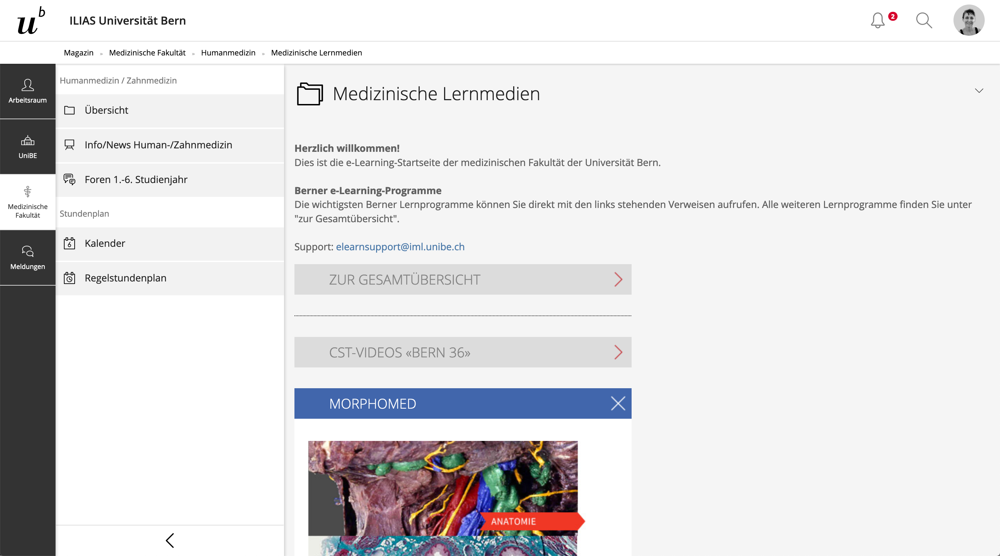 u b
ILIAS Universität Bern
2
Magazin » Medizinische Fakultät » Humanmedizin » Medizinische Lernmedien
Arbeitsraum
UniBE
Medizinische
Fakultät
Meldungen
Humanmedizin / Zahnmedizin
Übersicht
Info/News Human-/Zahnmedizin
Foren 1.-6. Studienjahr
Stundenplan
6
Kalender
Regelstundenplan
Medizinische Lernmedien
Herzlich willkommen!
Dies ist die e-Learning-Startseite der medizinischen Fakultät der Universität Bern.
Berner e-Learning-Programme
Die wichtigsten Berner Lernprogramme können Sie direkt mit den links stehenden Verweisen aufrufen. Alle weiteren Lernprogramme finden Sie unter
"zur Gesamtübersicht".
Support: elearnsupport@iml.unibe.ch
ZUR GESAMTÜBERSICHT
CST-VIDEOS «BERN 36»
MORPHOMED
ANATOMIE